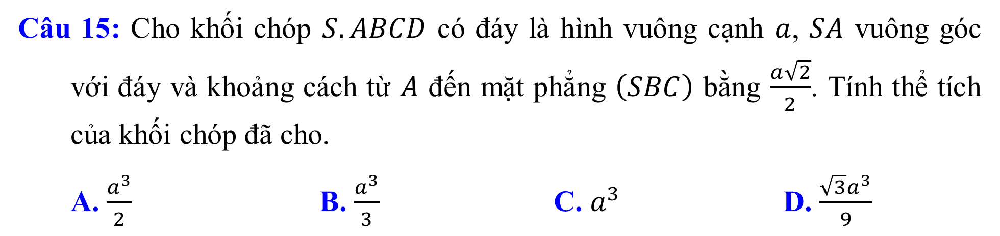 Câu 15: Cho khối chóp S.ABCD có đáy là hình vuông cạnh a, SA vuông góc
với đáy và khoảng cách từ A đến mặt phẳng (SBC) bằng \frac{a\sqrt{2}}{2}. Tính thể tích
của khối chóp đã cho.
A. \frac{a^3}{2} B. \frac{a^3}{3} C. a^3 D. \frac{\sqrt{3}a^3}{9}